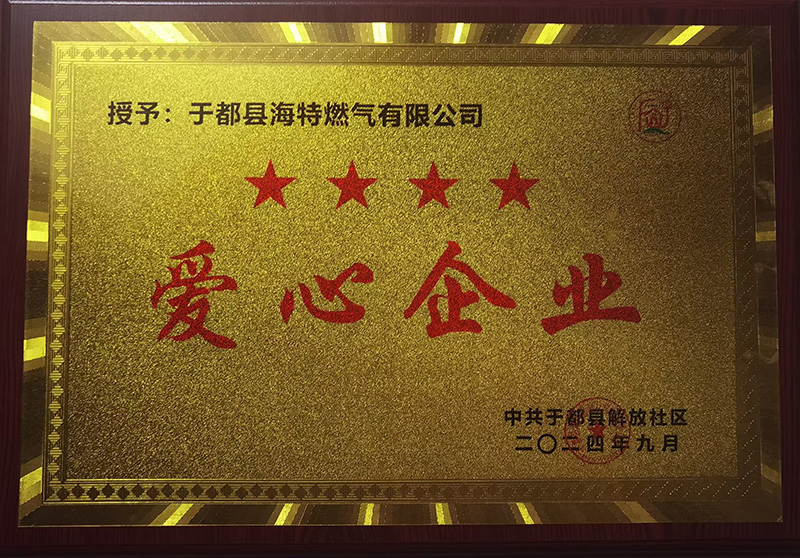 授予：于都县海特燃气有限公司
爱心企业
中共于都县解放社区
二〇二四年九月